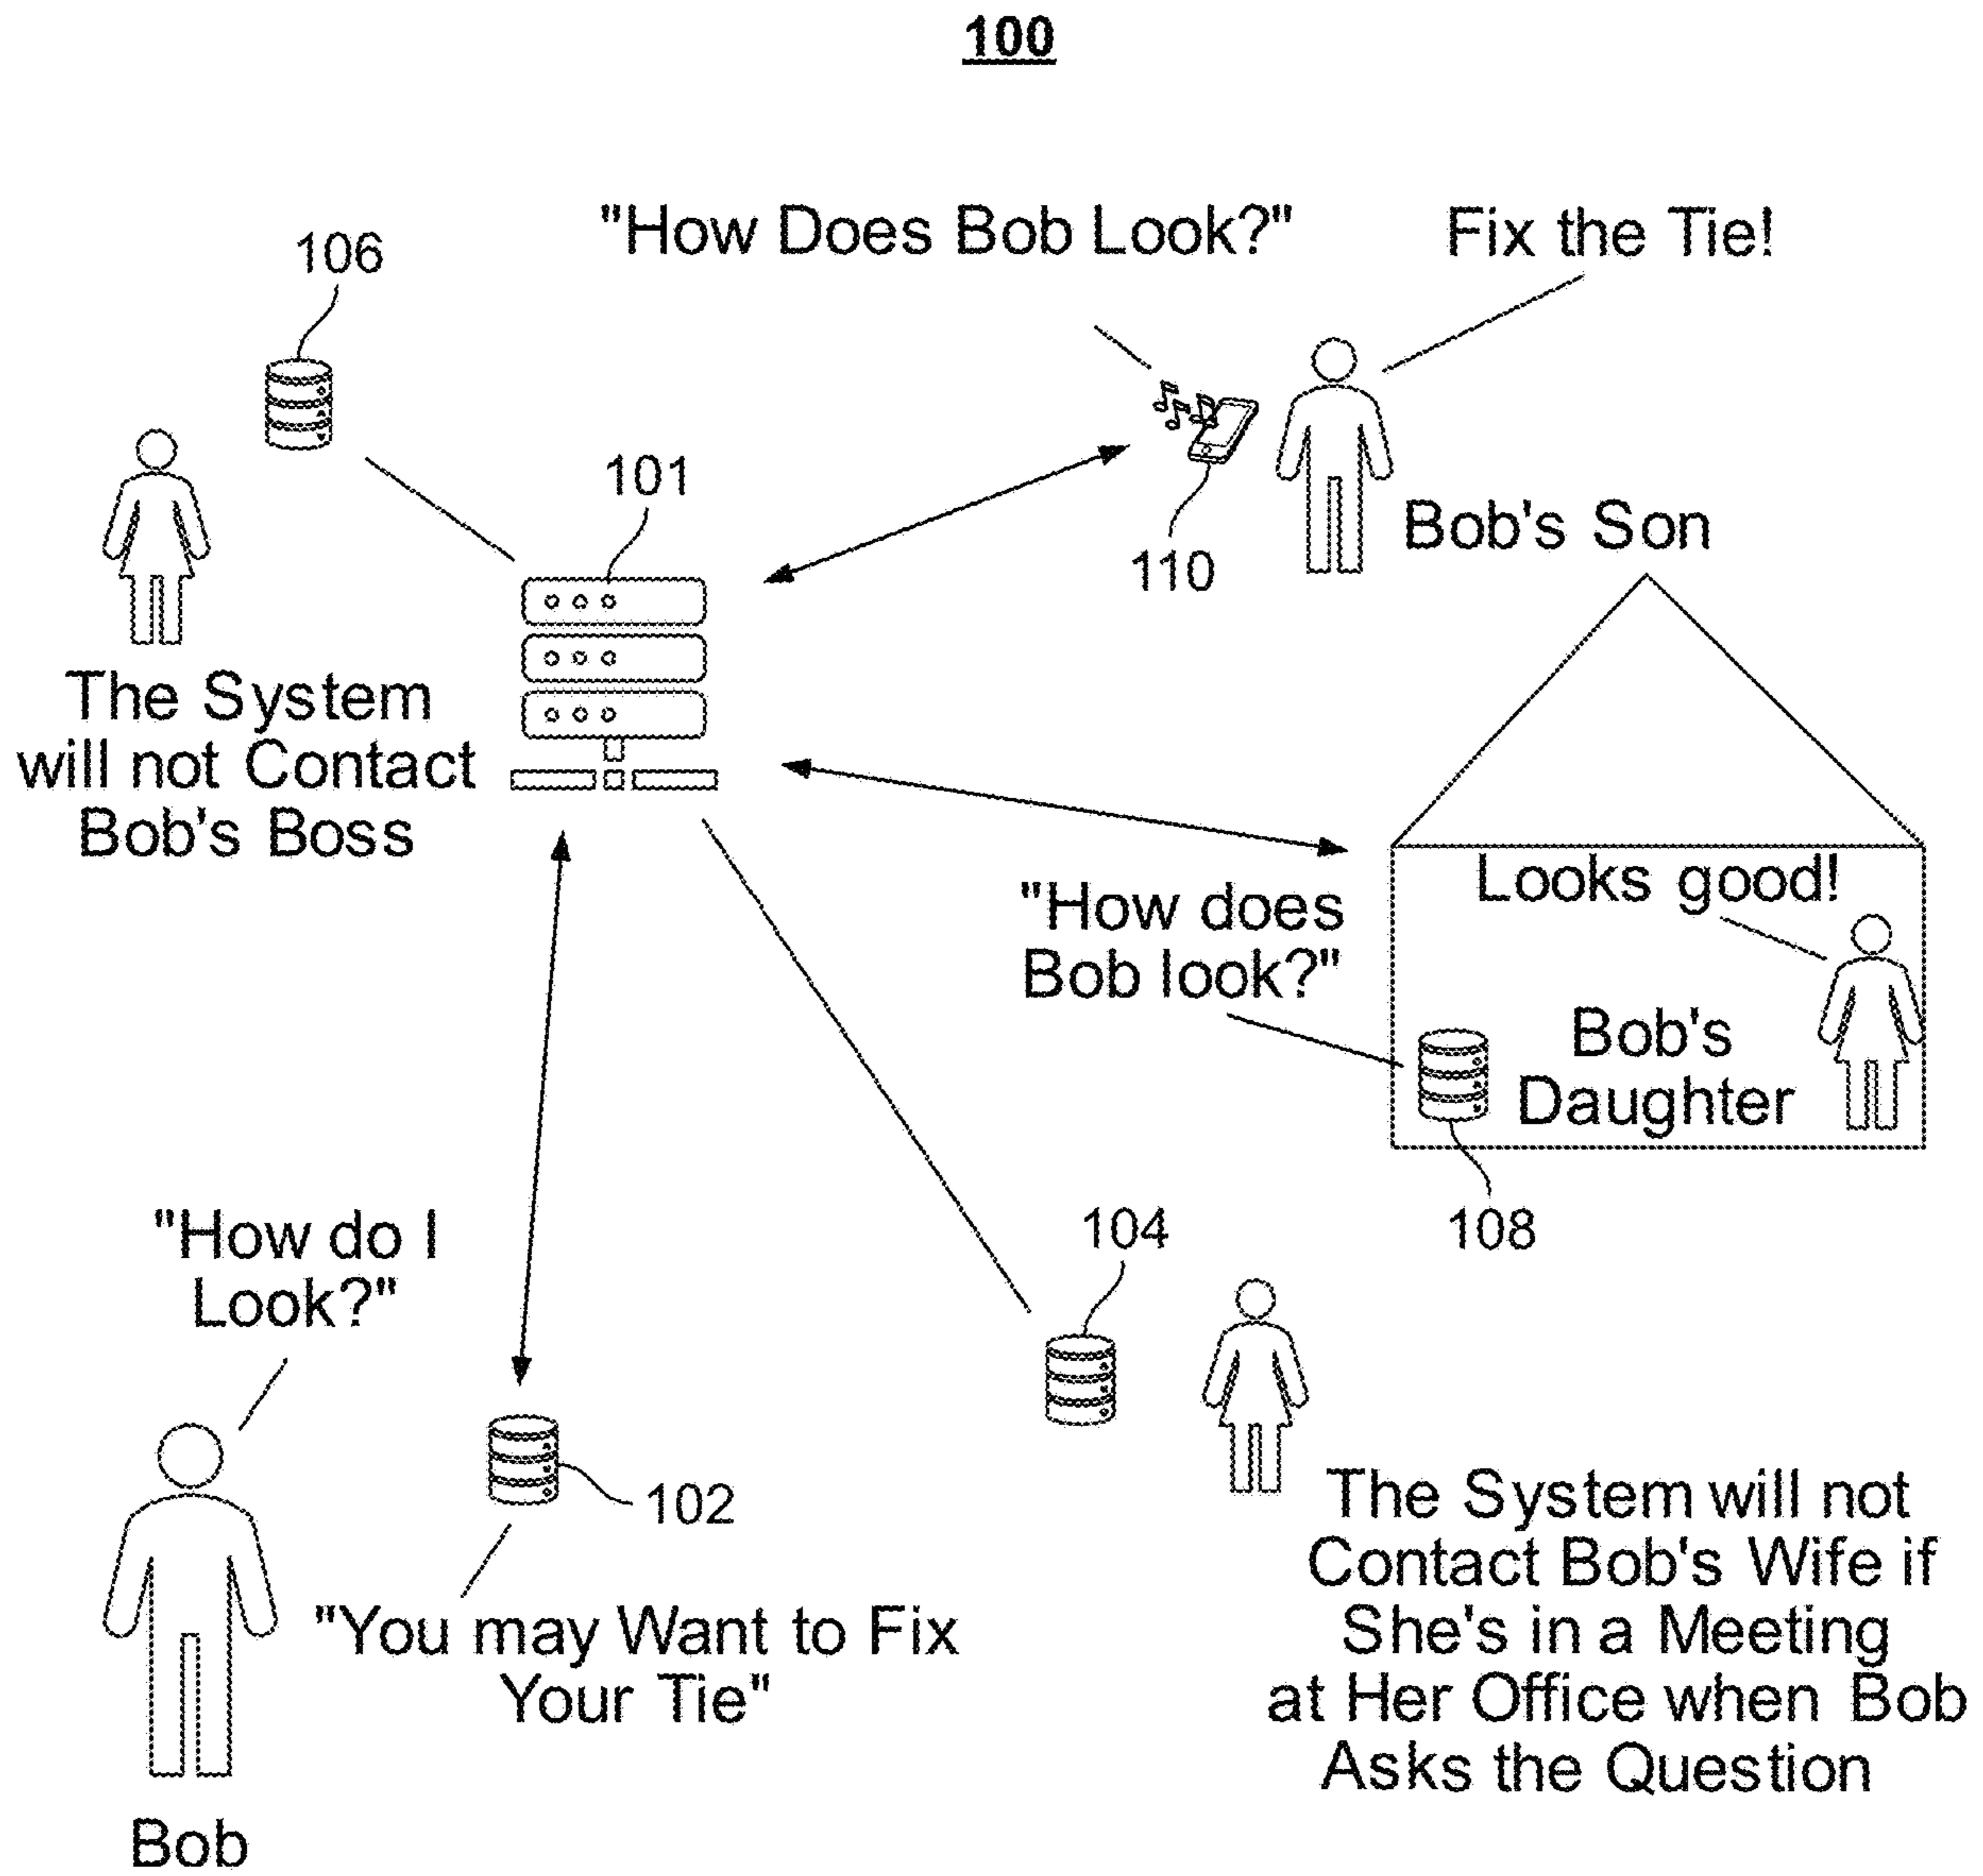 100
"How Does Bob Look?"
Fix the Tie!
106
101
110
Bob's Son
The System
will not Contact
Bob's Boss
Looks good!
"How does
Bob look?"
Bob's
Daughter
108
104
"How do I
Look?"
102
"You may Want to Fix
Your Tie"
The System will not
Contact Bob's Wife if
She's in a Meeting
at Her Office when Bob
Asks the Question
Bob